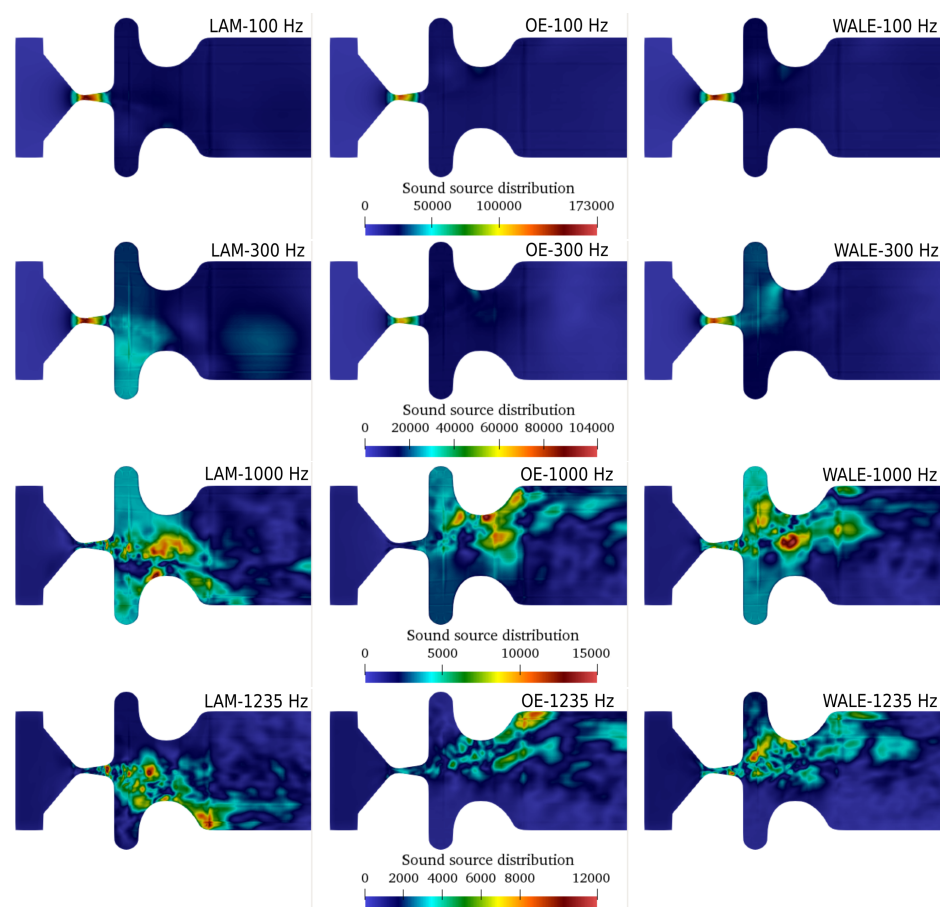 LAM-100 Hz OE-100 Hz WALE-100 Hz
Sound source distribution
0 50000 100000 173000
LAM-300 Hz OE-300 Hz WALE-300 Hz
Sound source distribution
0 20000 40000 60000 80000 104000
LAM-1000 Hz OE-1000 Hz WALE-1000 Hz
Sound source distribution
0 5000 10000 15000
LAM-1235 Hz OE-1235 Hz WALE-1235 Hz
Sound source distribution
0 2000 4000 6000 8000 12000